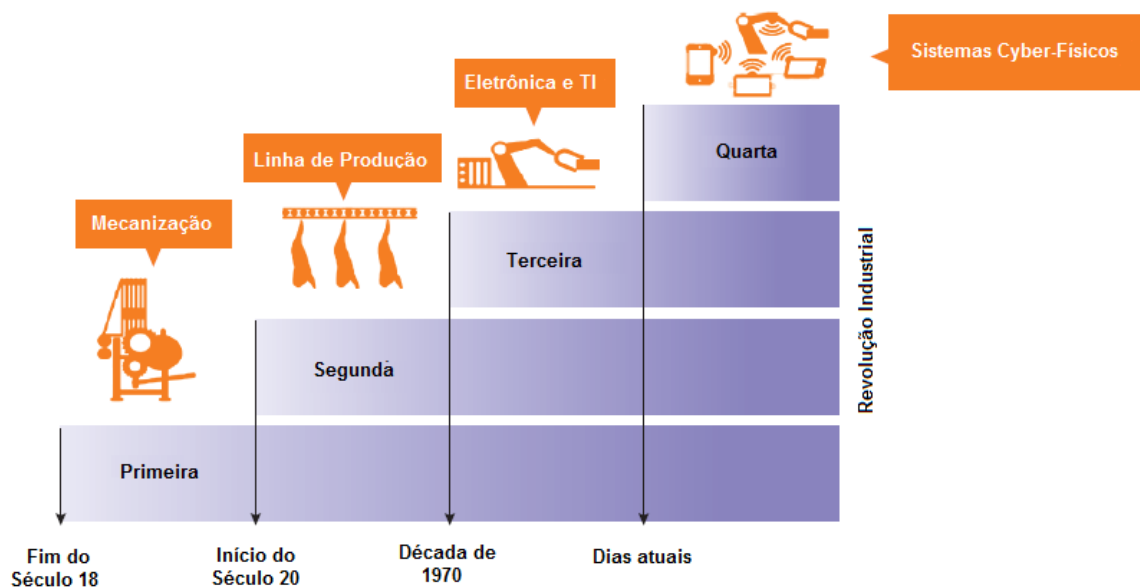 Sistemas Cyber-Físicos
Eletrônica e TI
Linha de Produção
Mecanização
Quarta
Terceira
Segunda
Primeira
Revolução Industrial
Fim do
Século 18
Início do
Século 20
Década de
1970
Dias atuais